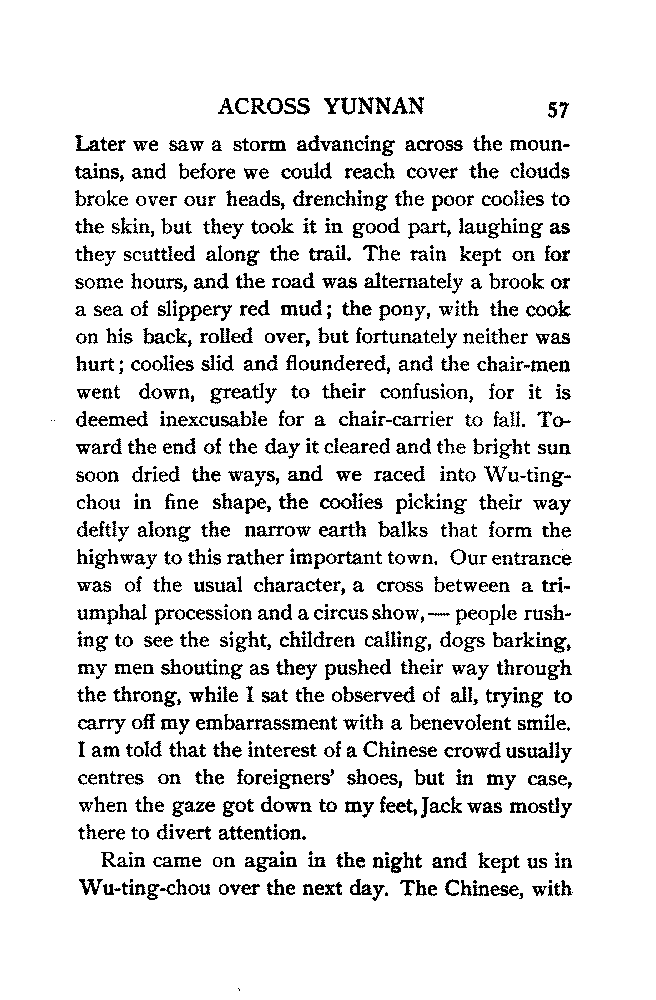 ACROSS YUNNAN 57
Later we saw a storm advancing across the moun-
tains, and before we could reach cover the clouds
broke over our heads, drenching the poor coolies to
the skin, but they took it in good part, laughing as
they scuttled along the trail. The rain kept on for
some hours, and the road was alternately a brook or
a sea of slippery red mud; the pony, with the cook
on his back, rolled over, but fortunately neither was
hurt; coolies slid and floundered, and the chair-men
went down, greatly to their confusion, for it is
deemed inexcusable for a chair-carrier to fall. To-
ward the end of the day it cleared and the bright sun
soon dried the ways, and we raced into Wu-ting-
chou in fine shape, the coolies picking their way
deftly along the narrow earth balks that form the
highway to this rather important town. Our entrance
was of the usual character, a cross between a tri-
umphal procession and a circus show,— people rush-
ing to see the sight, children calling, dogs barking,
my men shouting as they pushed their way through
the throng, while I sat the observed of all, trying to
carry off my embarrassment with a benevolent smile.
I am told that the interest of a Chinese crowd usually
centres on the foreigners' shoes, but in my case,
when the gaze got down to my feet, Jack was mostly
there to divert attention.
Rain came on again in the night and kept us in
Wu-ting-chou over the next day. The Chinese, with